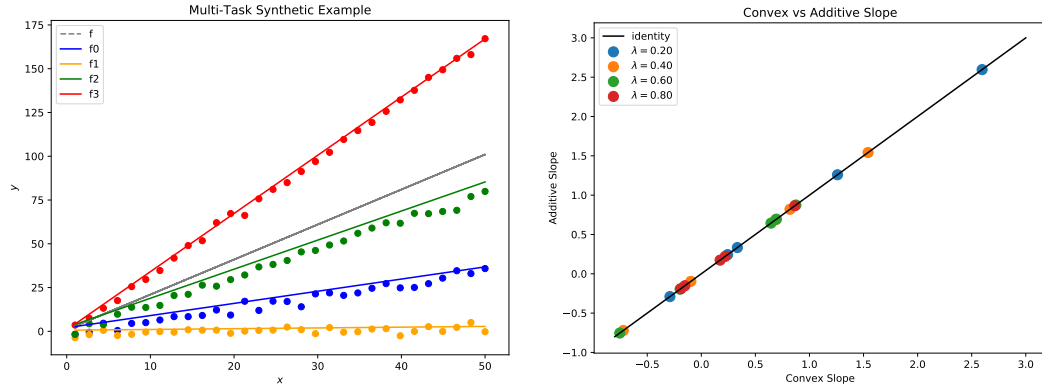 Multi-Task Synthetic Example
f
f0
f1
f2
f3
175
150
125
100
75
50
25
0
y
0
10
20
30
40
50
x
Convex vs Additive Slope
identity
λ = 0.20
λ = 0.40
λ = 0.60
λ = 0.80
3.0
2.5
2.0
1.5
1.0
0.5
0.0
−0.5
−1.0
Additive Slope
−0.5
0.0
0.5
1.0
1.5
2.0
2.5
3.0
Convex Slope